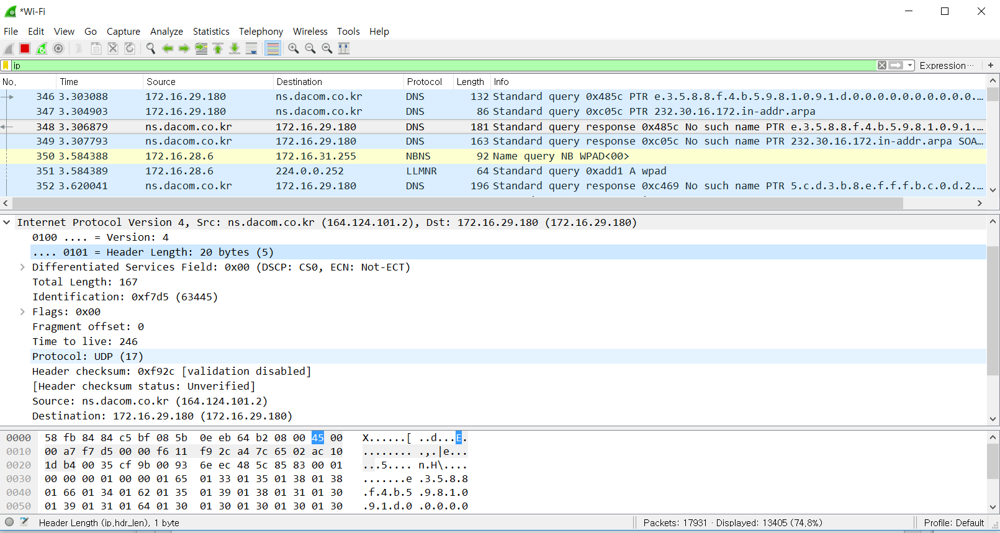 *Wi-Fi
File Edit View Go Capture Analyze Statistics Telephony Wireless Tools Help
ip Expression… +
No. Time Source Destination Protocol Length Info
346 3.303088 172.16.29.180 ns.dacom.co.kr DNS 132 Standard query 0x485c PTR e.3.5.8.8.f.4.b.5.9.8.1.0.9.1.d.0.0.0.0.0.0.0.0.0.0.…
347 3.304903 172.16.29.180 ns.dacom.co.kr DNS 86 Standard query 0xc05c PTR 232.30.16.172.in-addr.arpa
348 3.306879 ns.dacom.co.kr 172.16.29.180 DNS 181 Standard query response 0x485c No such name PTR e.3.5.8.8.f.4.b.5.9.8.1.0.9.1.…
349 3.307793 ns.dacom.co.kr 172.16.29.180 DNS 163 Standard query response 0xc05c No such name PTR 232.30.16.172.in-addr.arpa SOA…
350 3.584388 172.16.28.6 172.16.31.255 NBNS 92 Name query NB WPAD<00>
351 3.584389 172.16.28.6 224.0.0.252 LLMNR 64 Standard query 0xadd1 A wpad
352 3.620041 ns.dacom.co.kr 172.16.29.180 DNS 196 Standard query response 0xc469 No such name PTR 5.c.d.3.b.8.e.f.f.f.b.c.0.d.2.…
Internet Protocol Version 4, Src: ns.dacom.co.kr (164.124.101.2), Dst: 172.16.29.180 (172.16.29.180)
0100 .... = Version: 4
.... 0101 = Header Length: 20 bytes (5)
Differentiated Services Field: 0x00 (DSCP: CS0, ECN: Not-ECT)
Total Length: 167
Identification: 0xf7d5 (63445)
Flags: 0x00
Fragment offset: 0
Time to live: 246
Protocol: UDP (17)
Header checksum: 0xf92c [validation disabled]
[Header checksum status: Unverified]
Source: ns.dacom.co.kr (164.124.101.2)
Destination: 172.16.29.180 (172.16.29.180)
0000 58 fb 84 84 c5 bf 08 5b 0e eb 64 b2 08 00 45 00 X......[ ..d...E.
0010 00 a7 f7 d5 00 00 f6 11 f9 2c a4 7c 65 02 ac 10 ........ .,.|e...
0020 1d b4 00 35 cf 9b 00 93 6e ec 48 5c 85 83 00 01 ...5.... n.H\....
0030 00 00 00 01 00 00 01 65 01 33 01 35 01 38 01 38 .......e .3.5.8.8
0040 01 66 01 34 01 62 01 35 01 39 01 38 01 31 01 30 .f.4.b.5 .9.8.1.0
0050 01 39 01 31 01 64 01 30 01 30 01 30 01 30 01 30 .9.1.d.0 .0.0.0.0
Header Length (ip.hdr_len), 1 byte Packets: 17931 · Displayed: 13405 (74.8%) Profile: Default